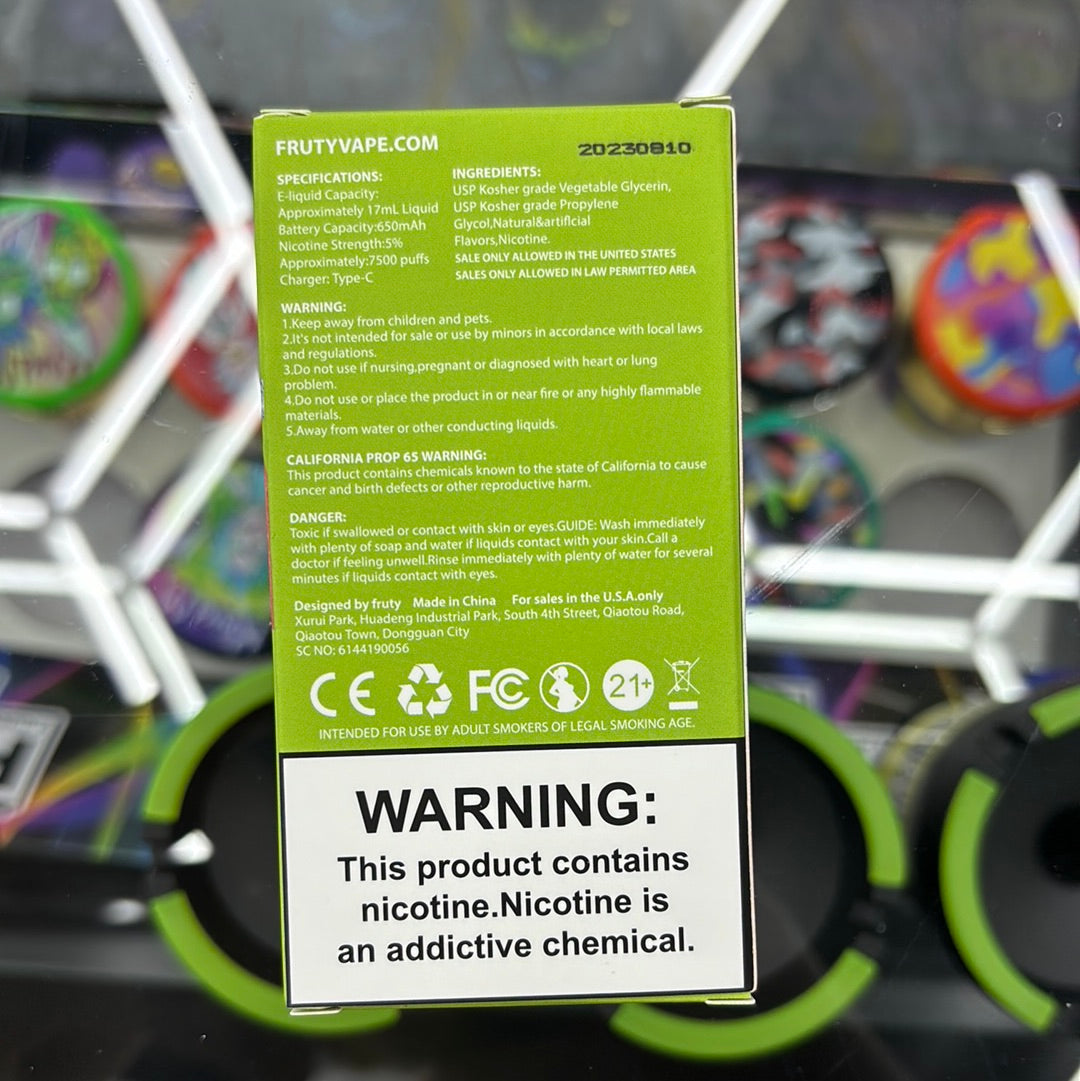 FRUTYVAPE.COM
20230810
SPECIFICATIONS:
E-liquid Capacity:
Approximately 17mL Liquid
Battery Capacity:650mAh
Nicotine Strength:5%
Approximately:7500 puffs
Charger: Type-C
INGREDIENTS:
USP Kosher grade Vegetable Glycerin,
USP Kosher grade Propylene
Glycol,Natural&artificial
Flavors,Nicotine.
SALE ONLY ALLOWED IN THE UNITED STATES
SALES ONLY ALLOWED IN LAW PERMITTED AREA
WARNING:
1.Keep away from children and pets.
2.It's not intended for sale or use by minors in accordance with local laws
and regulations.
3.Do not use if nursing,pregnant or diagnosed with heart or lung
problem.
4.Do not use or place the product in or near fire or any highly flammable
materials.
5.Away from water or other conducting liquids.
CALIFORNIA PROP 65 WARNING:
This product contains chemicals known to the state of California to cause
cancer and birth defects or other reproductive harm.
DANGER:
Toxic if swallowed or contact with skin or eyes.GUIDE: Wash immediately
with plenty of soap and water if liquids contact with your skin.Call a
doctor if feeling unwell.Rinse immediately with plenty of water for several
minutes if liquids contact with eyes.
Designed by fruty Made in China For sales in the U.S.A.only
Xurui Park, Huadeng Industrial Park, South 4th Street, Qiaotou Road,
Qiaotou Town, Dongguan City
SC NO: 6144190056
CE FC 21+
INTENDED FOR USE BY ADULT SMOKERS OF LEGAL SMOKING AGE.
WARNING:
This product contains
nicotine.Nicotine is
an addictive chemical.